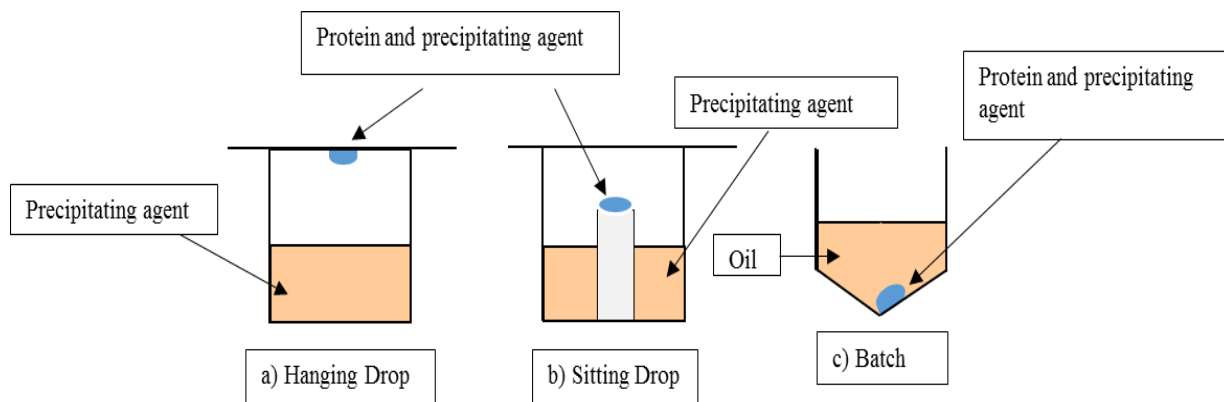 Protein and precipitating agent
Precipitating agent
Protein and precipitating
agent
Precipitating agent
Oil
a) Hanging Drop
b) Sitting Drop
c) Batch